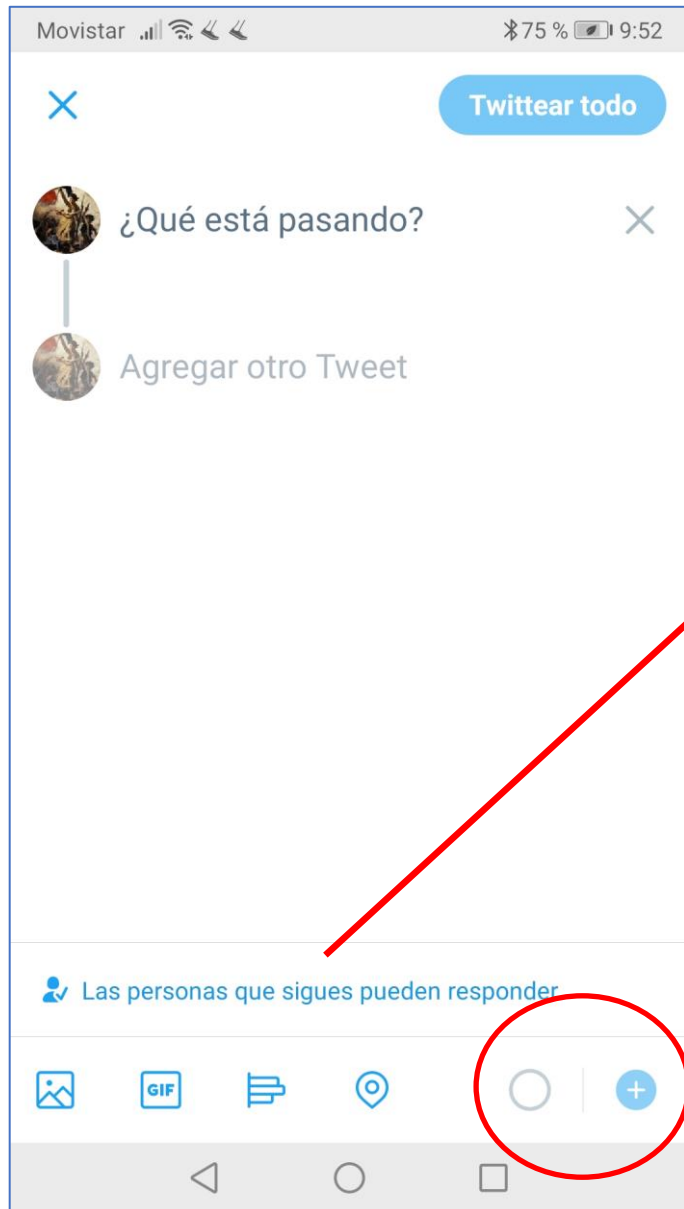 Movistar 75 % 9:52
Twittear todo
¿Qué está pasando?
Agregar otro Tweet
Las personas que sigues pueden responder
GIF